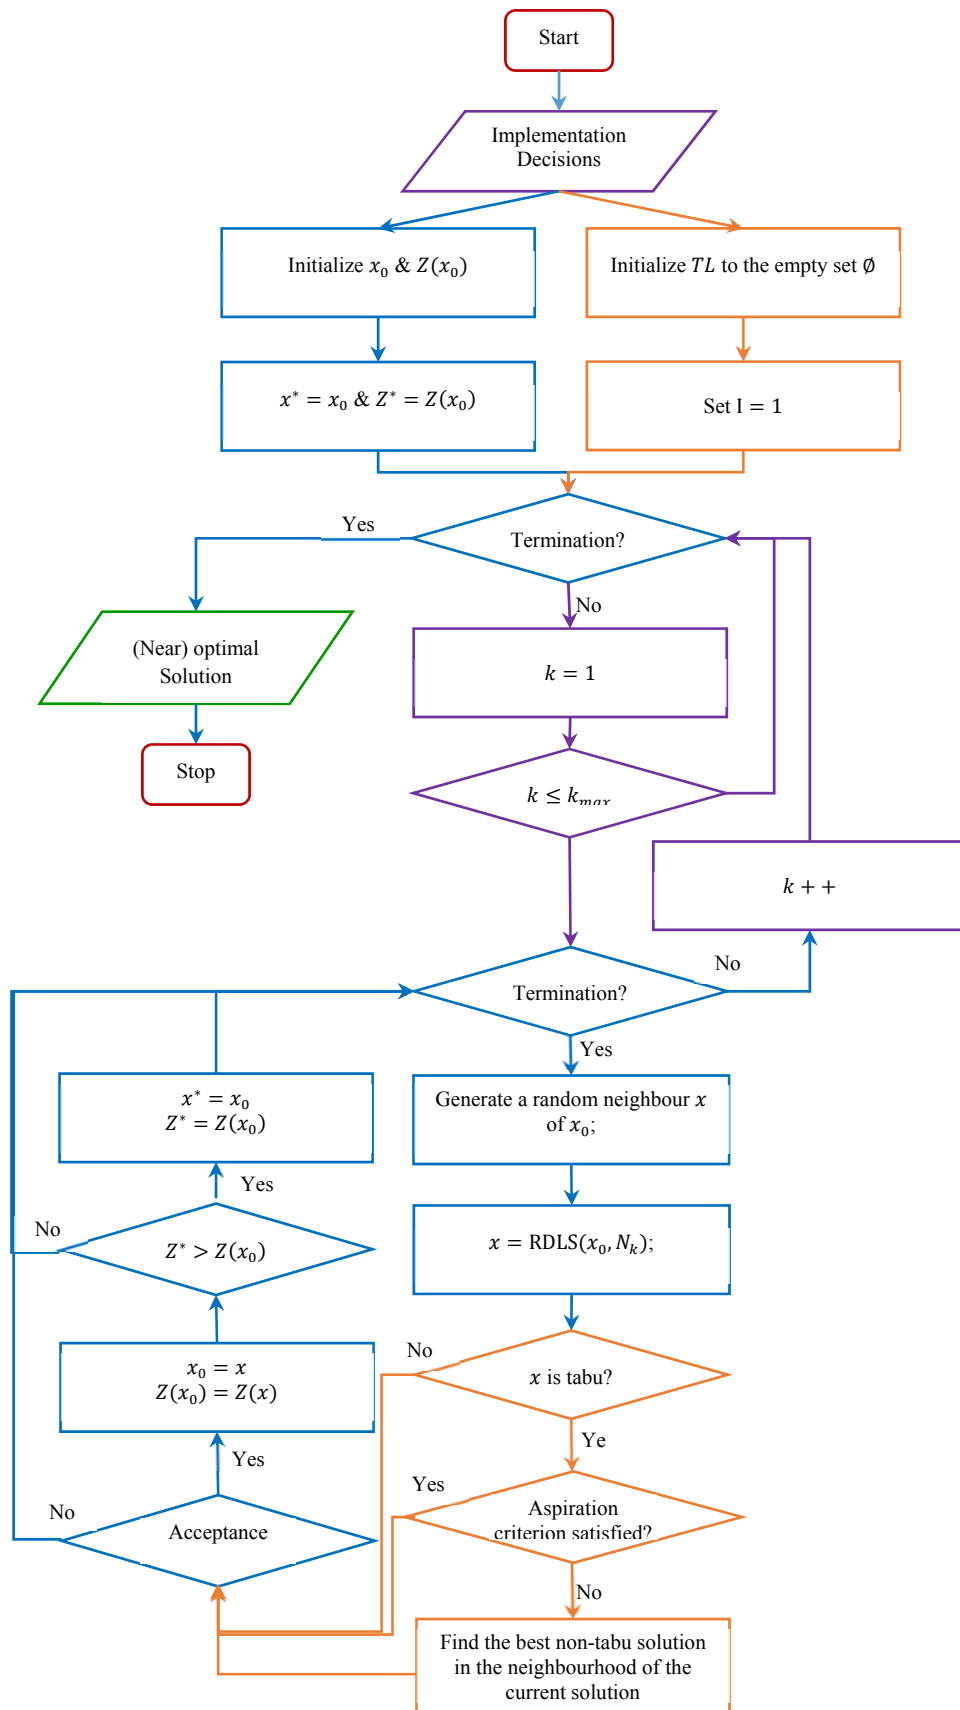 Start
Implementation
Decisions
Initialize x₀ & Z(x₀)
Initialize TL to the empty set ∅
x* = x₀ & Z* = Z(x₀)
Set I = 1
Yes
Termination?
No
(Near) optimal
Solution
k = 1
Stop
k ≤ kₘₐₓ
k + +
No
Termination?
Yes
x* = x₀
Z* = Z(x₀)
Generate a random neighbour x
of x₀;
Yes
No
Z* > Z(x₀)
x = RDLS(x₀, Nₖ);
No
x₀ = x
Z(x₀) = Z(x)
x is tabu?
Ye
Yes
Yes
No
Acceptance
Aspiration
criterion satisfied?
No
Find the best non-tabu solution
in the neighbourhood of the
current solution